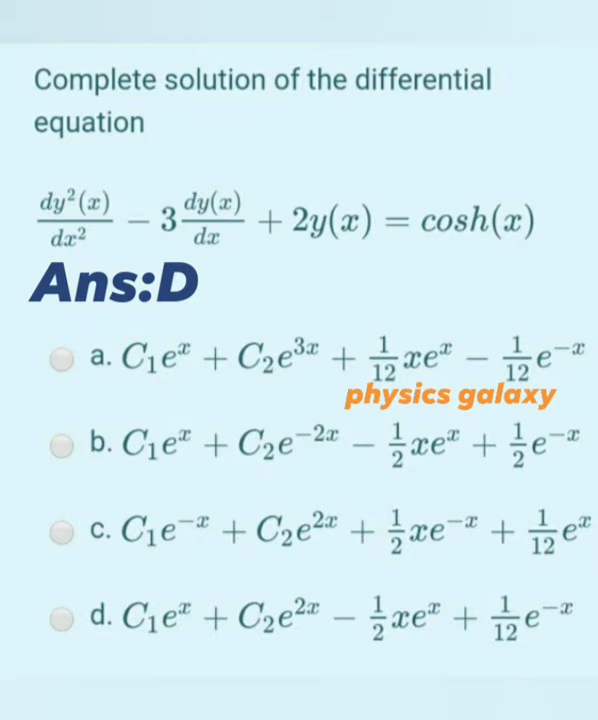 Complete solution of the differential
equation
dy²(x)/dx² − 3 dy(x)/dx + 2y(x) = cosh(x)
Ans:D
a. C₁eˣ + C₂e³ˣ + 1/12 xeˣ − 1/12 e⁻ˣ
physics galaxy
b. C₁eˣ + C₂e⁻²ˣ − 1/2 xeˣ + 1/2 e⁻ˣ
c. C₁e⁻ˣ + C₂e²ˣ + 1/2 xe⁻ˣ + 1/12 eˣ
d. C₁eˣ + C₂e²ˣ − 1/2 xeˣ + 1/12 e⁻ˣ